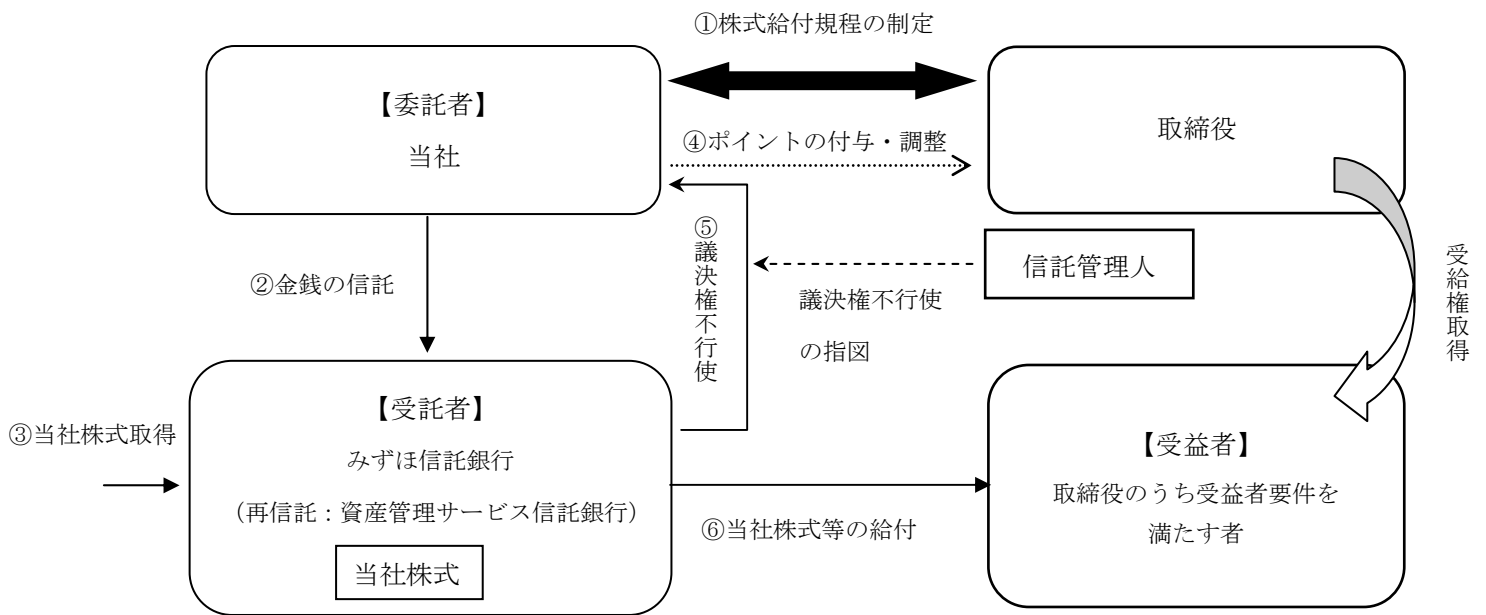 ①株式給付規程の制定
【委託者】
当社
取締役
④ポイントの付与・調整
②金銭の信託
⑤議決権不行使
信託管理人
議決権不行使
の指図
受給権取得
③当社株式取得
【受託者】
みずほ信託銀行
（再信託：資産管理サービス信託銀行）
当社株式
⑥当社株式等の給付
【受益者】
取締役のうち受益者要件を
満たす者